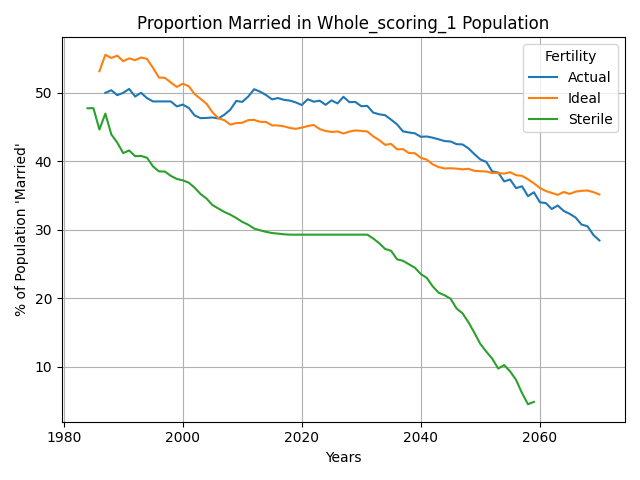 Proportion Married in Whole_scoring_1 Population
Fertility
Actual
Ideal
Sterile
% of Population 'Married'
50
40
30
20
10
1980
2000
2020
2040
2060
Years